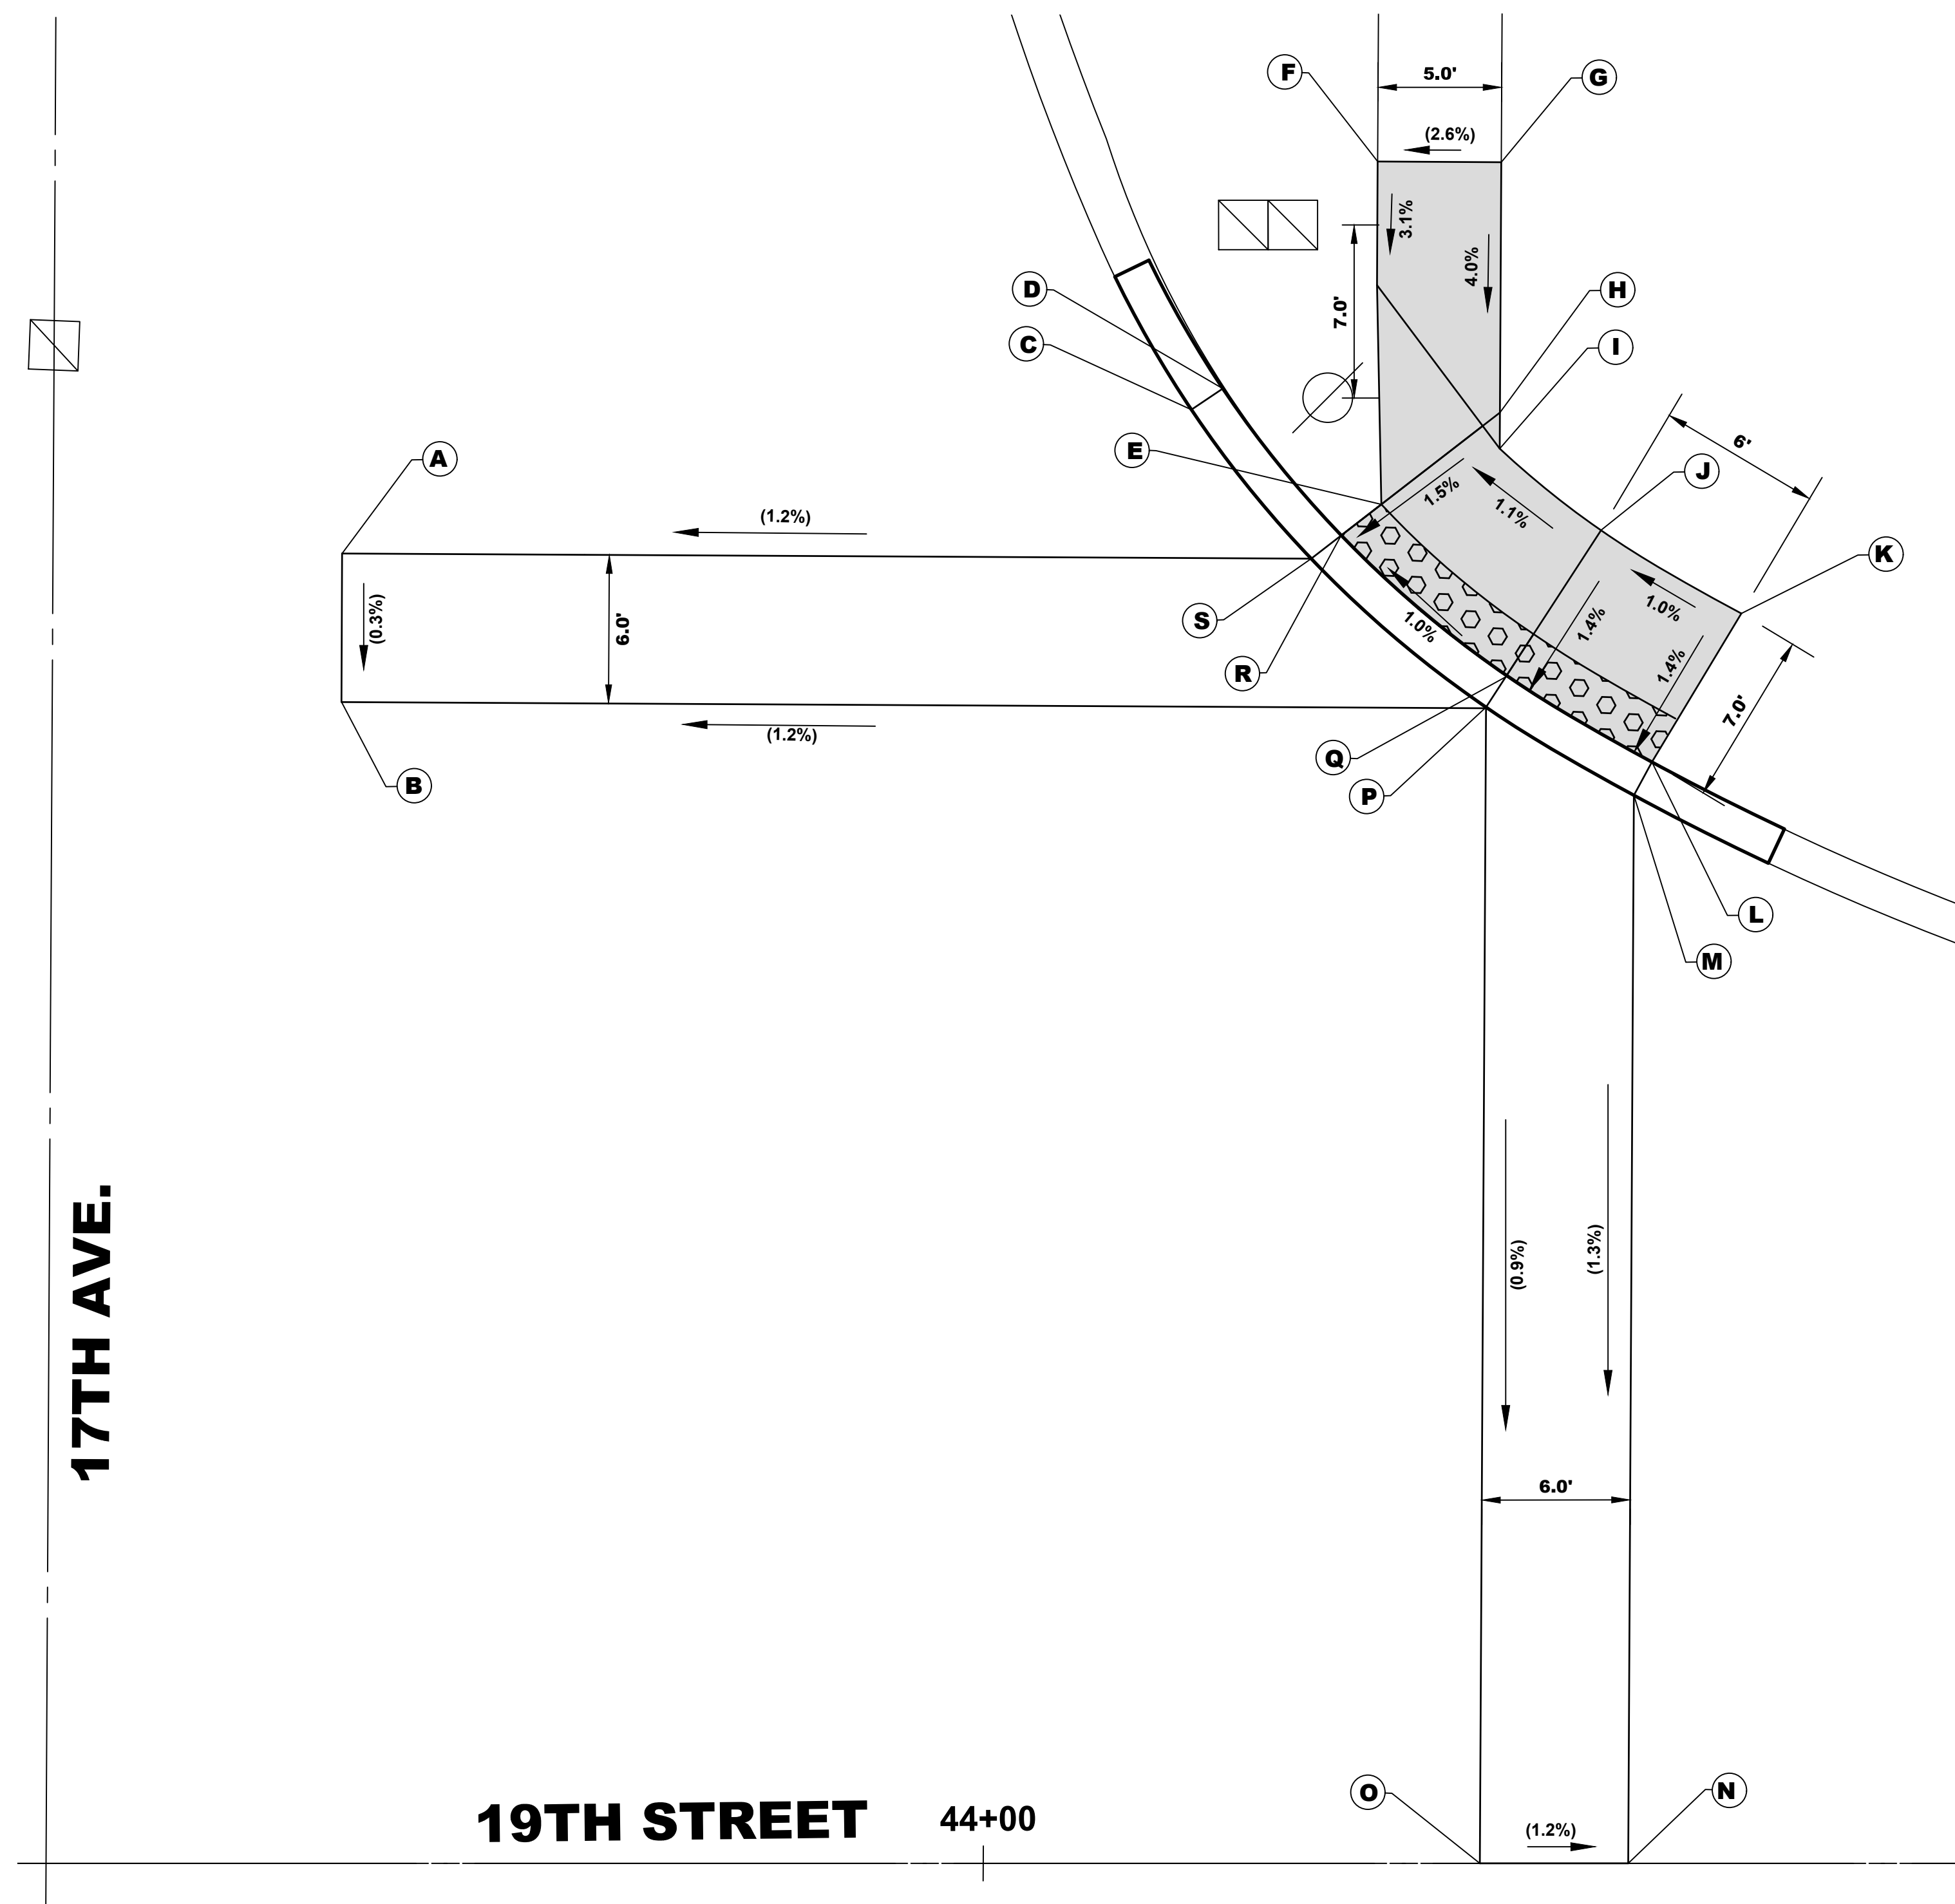 F
5.0'
G
(2.6%)
3.1%
4.0%
D
7.0'
H
C
I
A
E
6'
J
(1.2%)
1.5%
1.1%
K
(0.3%)
6.0'
S
1.0%
1.4%
1.0%
R
1.4%
7.0'
(1.2%)
Q
B
P
L
M
17TH AVE.
(0.9%)
(1.3%)
6.0'
19TH STREET
44+00
O
N
(1.2%)